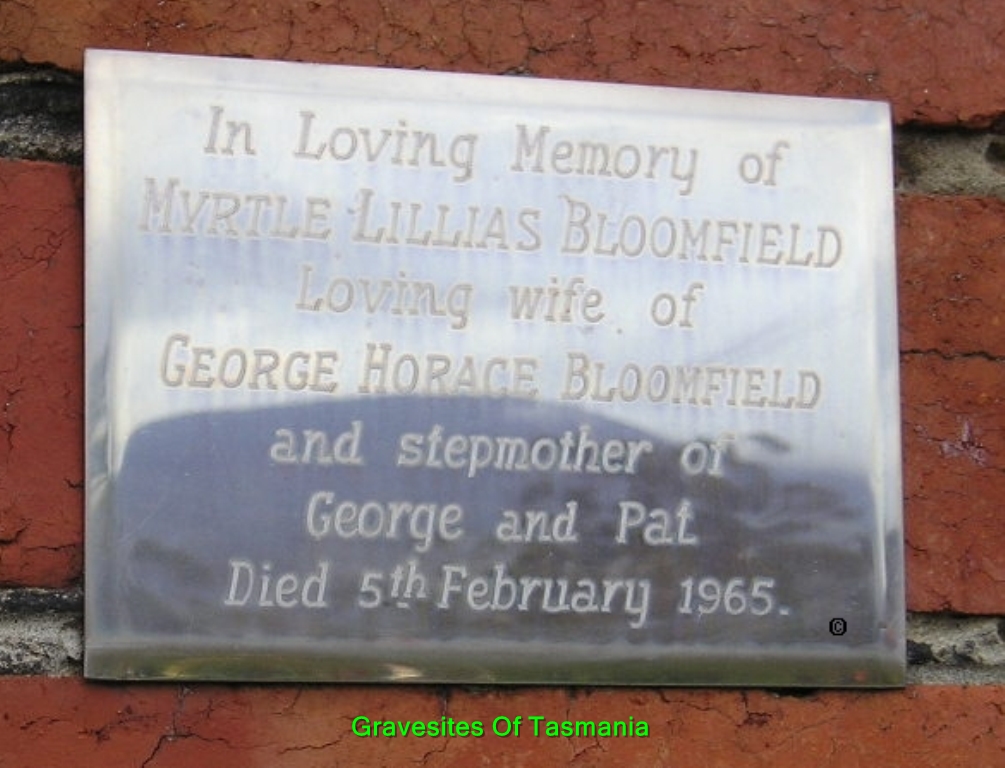 In Loving Memory of
MYRTLE LILLIAS BLOOMFIELD
Loving wife of
GEORGE HORACE BLOOMFIELD
and stepmother of
George and Pat
Died 5th February 1965.
©
Gravesites Of Tasmania